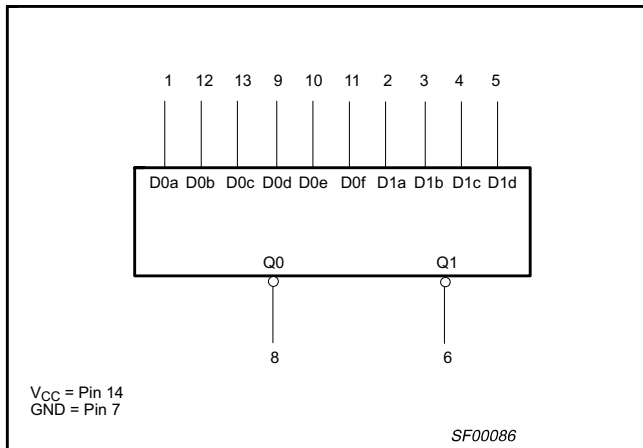 1 12 13 9 10 11 2 3 4 5
D0a D0b D0c D0d D0e D0f D1a D1b D1c D1d
Q0 Q1
8 6
VCC = Pin 14
GND = Pin 7
SF00086